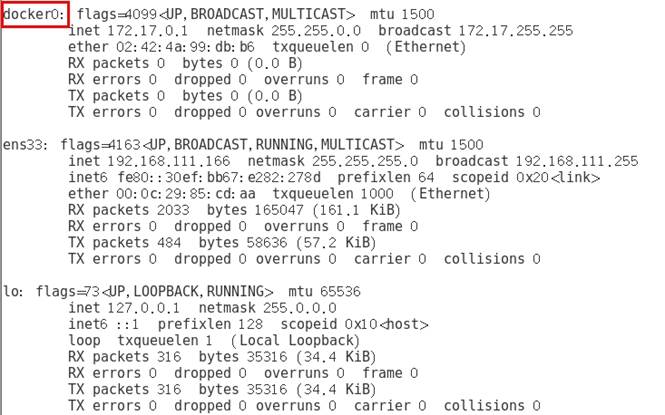 docker0: flags=4099<UP,BROADCAST,MULTICAST>  mtu 1500
        inet 172.17.0.1  netmask 255.255.0.0  broadcast 172.17.255.255
        ether 02:42:4a:99:db:b6  txqueuelen 0  (Ethernet)
        RX packets 0  bytes 0 (0.0 B)
        RX errors 0  dropped 0  overruns 0  frame 0
        TX packets 0  bytes 0 (0.0 B)
        TX errors 0  dropped 0 overruns 0  carrier 0  collisions 0

ens33: flags=4163<UP,BROADCAST,RUNNING,MULTICAST>  mtu 1500
        inet 192.168.111.166  netmask 255.255.255.0  broadcast 192.168.111.255
        inet6 fe80::30ef:bb67:e282:278d  prefixlen 64  scopeid 0x20<link>
        ether 00:0c:29:85:cd:aa  txqueuelen 1000  (Ethernet)
        RX packets 2033  bytes 165047 (161.1 KiB)
        RX errors 0  dropped 0  overruns 0  frame 0
        TX packets 484  bytes 58636 (57.2 KiB)
        TX errors 0  dropped 0 overruns 0  carrier 0  collisions 0

lo: flags=73<UP,LOOPBACK,RUNNING>  mtu 65536
        inet 127.0.0.1  netmask 255.0.0.0
        inet6 ::1  prefixlen 128  scopeid 0x10<host>
        loop  txqueuelen 1  (Local Loopback)
        RX packets 316  bytes 35316 (34.4 KiB)
        RX errors 0  dropped 0  overruns 0  frame 0
        TX packets 316  bytes 35316 (34.4 KiB)
        TX errors 0  dropped 0 overruns 0  carrier 0  collisions 0